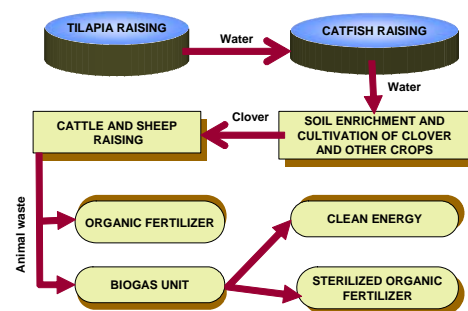 TILAPIA RAISING
Water
CATFISH RAISING
Water
CATTLE AND SHEEP
RAISING
Clover
SOIL ENRICHMENT AND
CULTIVATION OF CLOVER
AND OTHER CROPS
Animal waste
ORGANIC FERTILIZER
CLEAN ENERGY
BIOGAS UNIT
STERILIZED ORGANIC
FERTILIZER